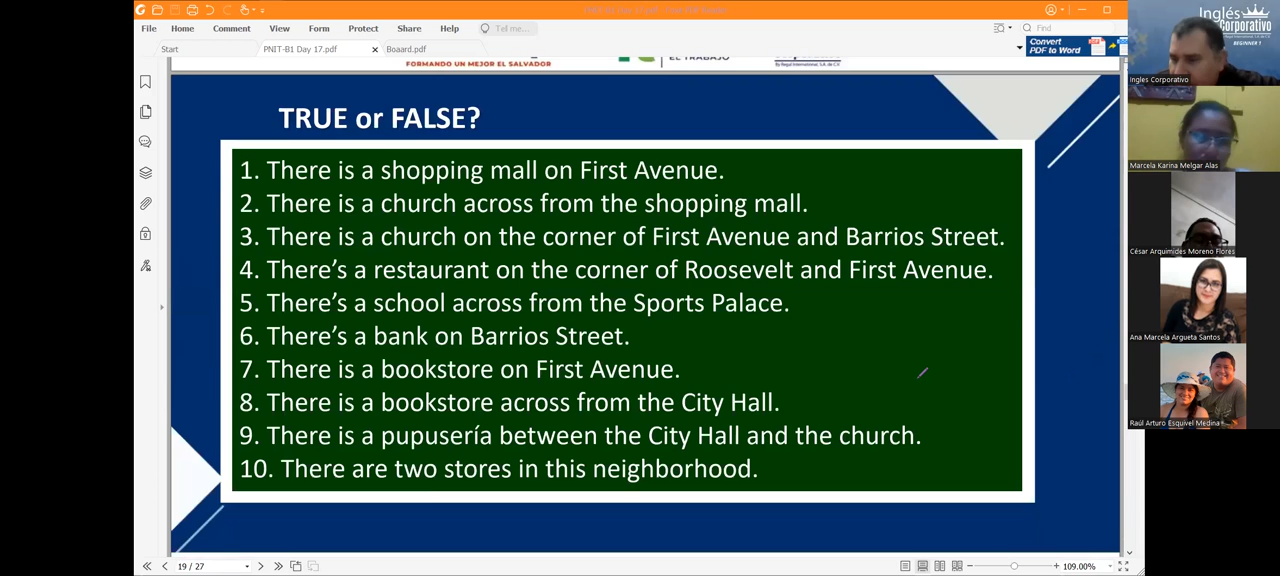 File Home Comment View Form Protect Share Help Tell me... Find
Start PNIT-B1 Day 17.pdf Boaard.pdf
Convert
PDF to Word
FORMANDO UN MEJOR EL SALVADOR
EL TRABAJO
By Regal International, S.A. de C.V.
TRUE or FALSE?
1. There is a shopping mall on First Avenue.
2. There is a church across from the shopping mall.
3. There is a church on the corner of First Avenue and Barrios Street.
4. There's a restaurant on the corner of Roosevelt and First Avenue.
5. There's a school across from the Sports Palace.
6. There's a bank on Barrios Street.
7. There is a bookstore on First Avenue.
8. There is a bookstore across from the City Hall.
9. There is a pupusería between the City Hall and the church.
10. There are two stores in this neighborhood.
19 / 27
109.00%
Inglés
Corporativo
BEGINNER 1
Ingles Corporativo
Marcela Karina Melgar Alas
César Arquimides Moreno Flores
Ana Marcela Argueta Santos
Raúl Arturo Esquivel Medina